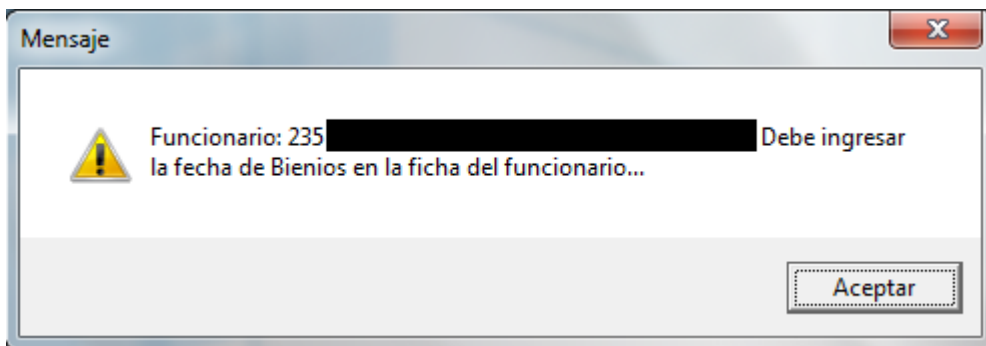 Mensaje
Funcionario: 235 Debe ingresar
la fecha de Bienios en la ficha del funcionario...
Aceptar